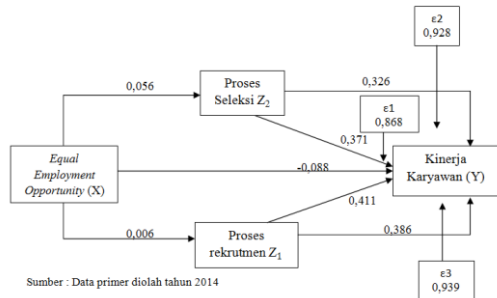 ε2
0,928
0,056
Proses
Seleksi Z2
0,326
ε1
0,868
0,371
Equal
Employment
Opportunity (X)
-0,088
Kinerja
Karyawan (Y)
0,411
0,006
Proses
rekrutmen Z1
0,386
ε3
0,939
Sumber : Data primer diolah tahun 2014